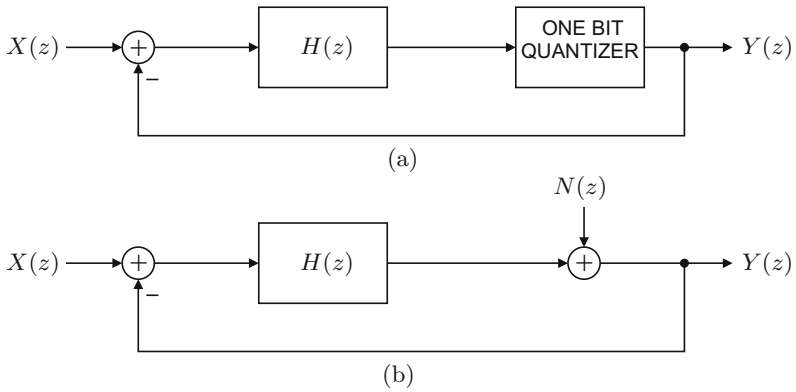 X(z)
+
−
H(z)
ONE BIT
QUANTIZER
Y(z)
(a)
N(z)
X(z)
+
−
H(z)
+
Y(z)
(b)